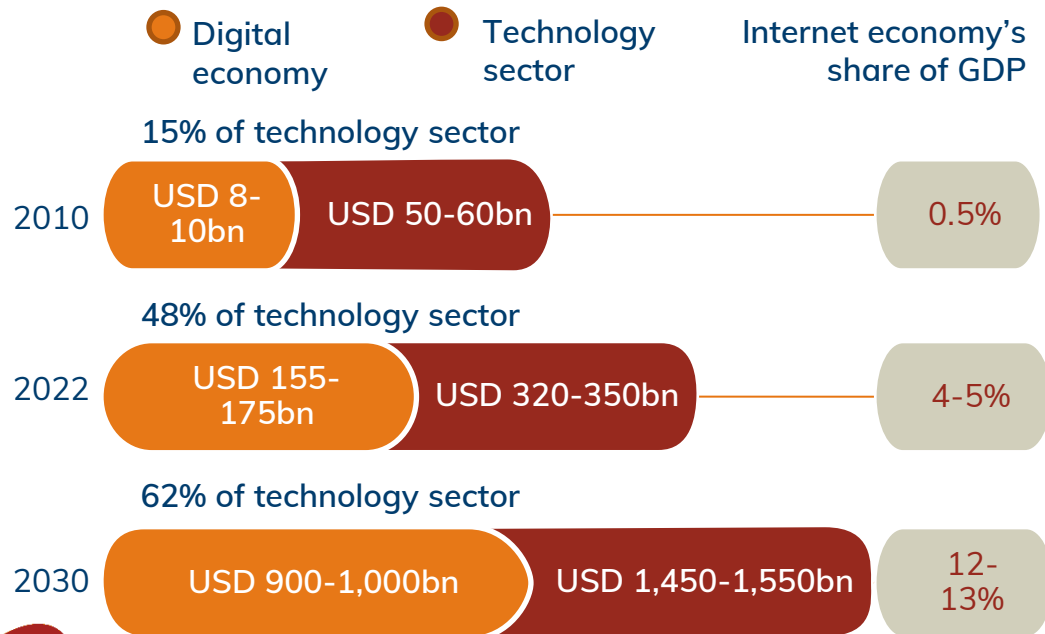 Digital
economy
Technology
sector
Internet economy's
share of GDP
15% of technology sector
2010
USD 8-
10bn
USD 50-60bn
0.5%
48% of technology sector
2022
USD 155-
175bn
USD 320-350bn
4-5%
62% of technology sector
2030
USD 900-1,000bn
USD 1,450-1,550bn
12-
13%